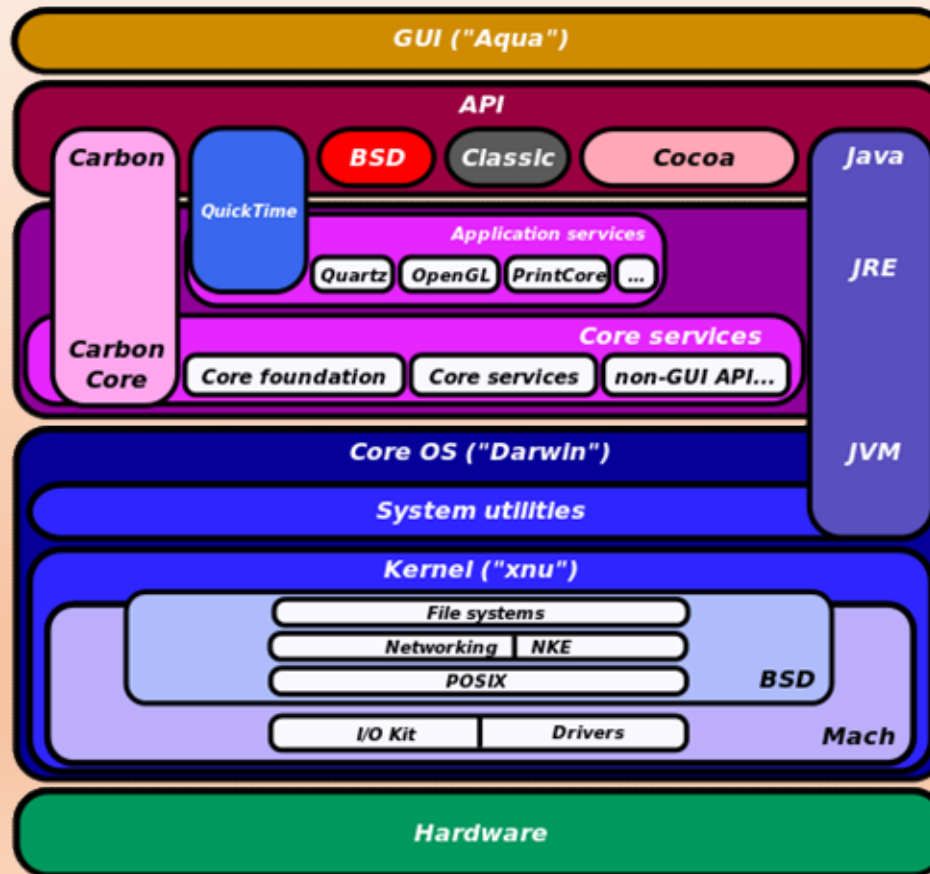 GUI ("Aqua")
API
Carbon
QuickTime
BSD
Classic
Cocoa
Java
Application services
Quartz
OpenGL
PrintCore
...
JRE
Core services
Carbon
Core
Core foundation
Core services
non-GUI API...
Core OS ("Darwin")
JVM
System utilities
Kernel ("xnu")
File systems
Networking
NKE
POSIX
BSD
I/O Kit
Drivers
Mach
Hardware